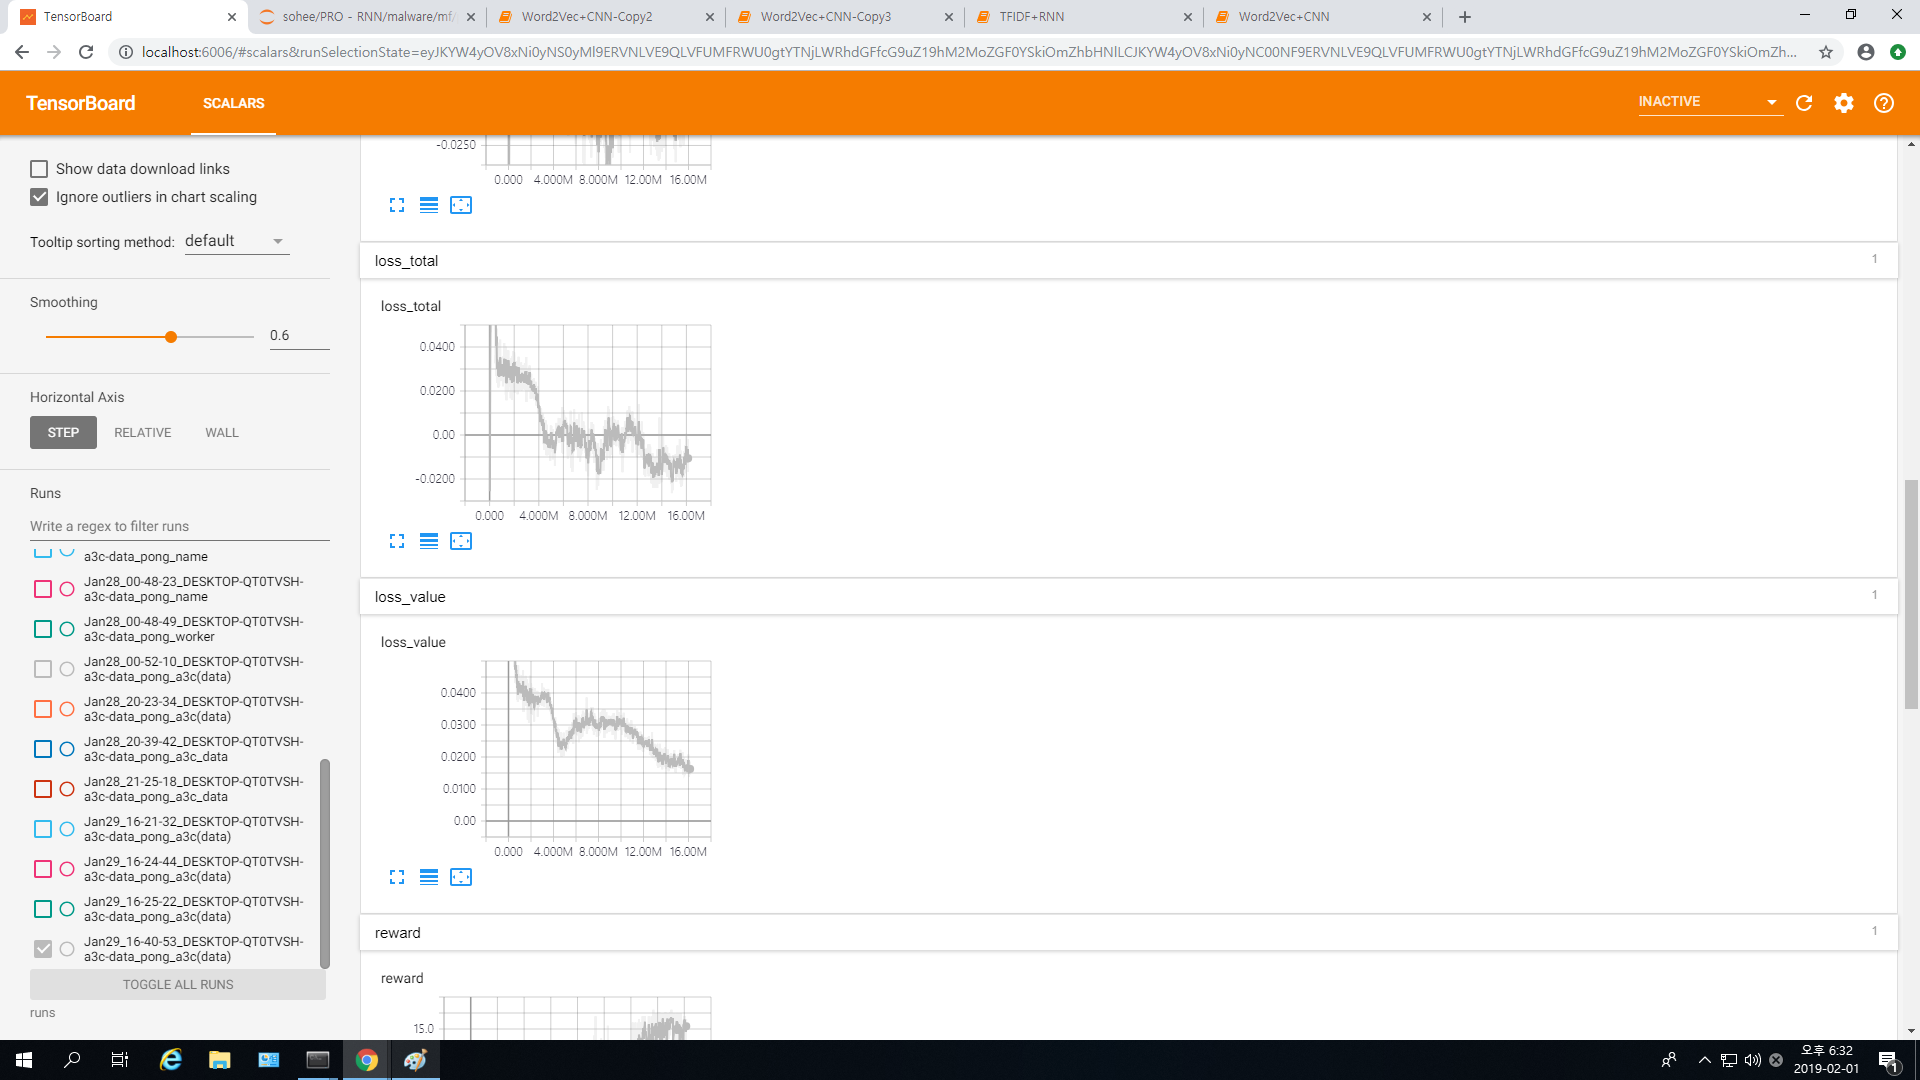 TensorBoard
sohee/PRO - RNN/malware/mf/
Word2Vec+CNN-Copy2
Word2Vec+CNN-Copy3
TFIDF+RNN
Word2Vec+CNN
TensorBoard
SCALARS
INACTIVE
Show data download links
Ignore outliers in chart scaling
Tooltip sorting method: default
Smoothing
0.6
Horizontal Axis
STEP RELATIVE WALL
Runs
Write a regex to filter runs
a3c-data_pong_name
Jan28_00-48-23_DESKTOP-QT0TVSH-
a3c-data_pong_name
Jan28_00-48-49_DESKTOP-QT0TVSH-
a3c-data_pong_worker
Jan28_00-52-10_DESKTOP-QT0TVSH-
a3c-data_pong_a3c(data)
Jan28_20-23-34_DESKTOP-QT0TVSH-
a3c-data_pong_a3c(data)
Jan28_20-39-42_DESKTOP-QT0TVSH-
a3c-data_pong_a3c_data
Jan28_21-25-18_DESKTOP-QT0TVSH-
a3c-data_pong_a3c_data
Jan29_16-21-32_DESKTOP-QT0TVSH-
a3c-data_pong_a3c(data)
Jan29_16-24-44_DESKTOP-QT0TVSH-
a3c-data_pong_a3c(data)
Jan29_16-25-22_DESKTOP-QT0TVSH-
a3c-data_pong_a3c(data)
Jan29_16-40-53_DESKTOP-QT0TVSH-
a3c-data_pong_a3c(data)
TOGGLE ALL RUNS
runs
-0.0250
0.000 4.000M 8.000M 12.00M 16.00M
loss_total 1
loss_total
0.0400
0.0200
0.00
-0.0200
0.000 4.000M 8.000M 12.00M 16.00M
loss_value 1
loss_value
0.0400
0.0300
0.0200
0.0100
0.00
0.000 4.000M 8.000M 12.00M 16.00M
reward 1
reward
15.0
오후 6:32
2019-02-01
1